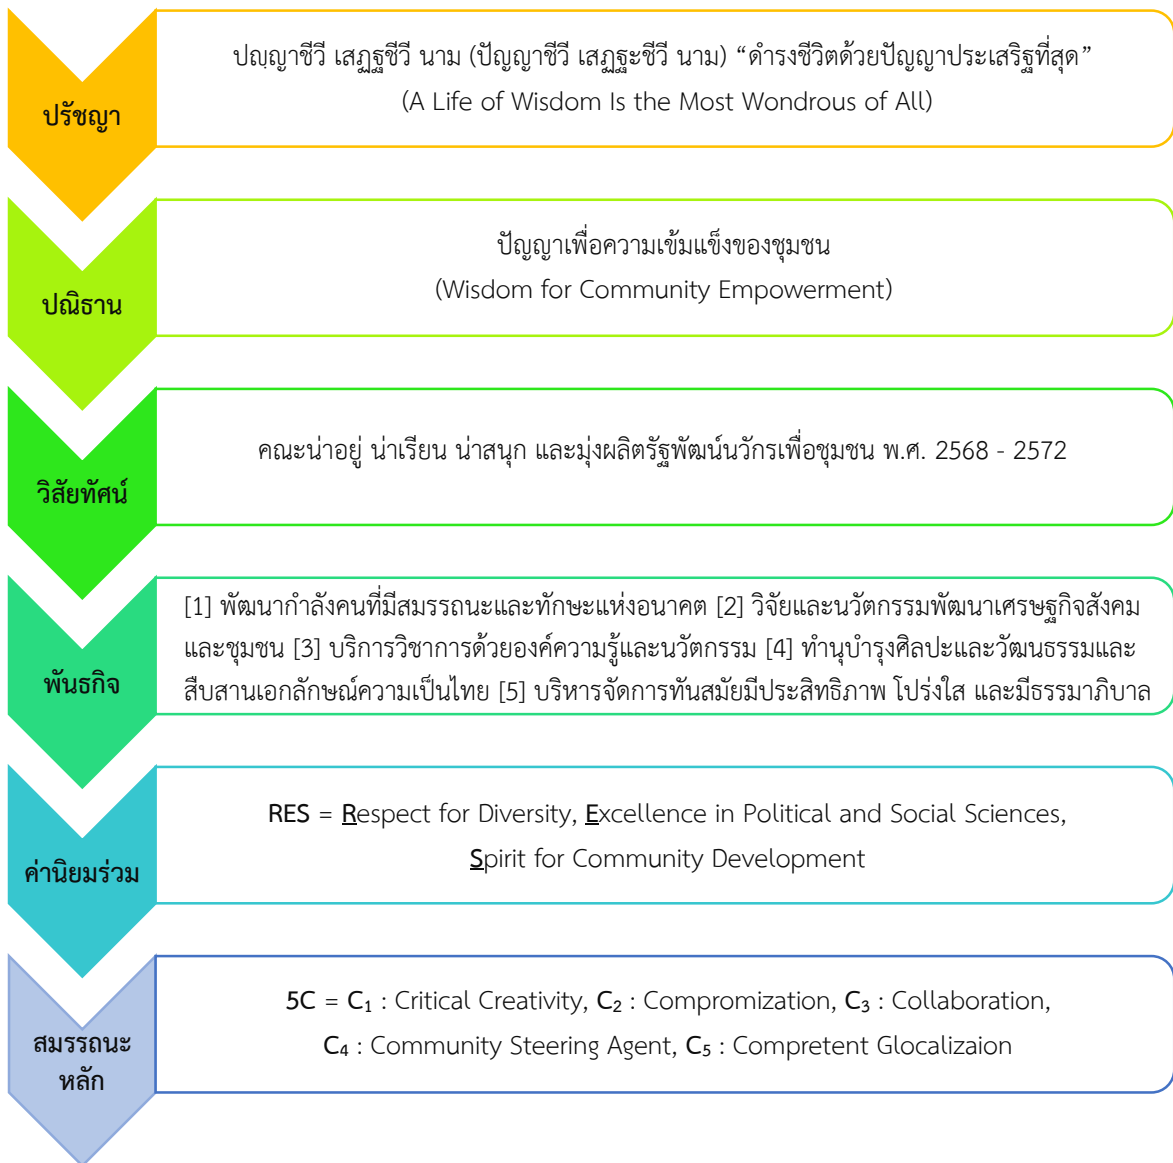 ปรัชญา
ปญฺญาชีวี เสฏฺฐชีวี นาม (ปัญญาชีวี เสฏฐะชีวี นาม) “ดำรงชีวิตด้วยปัญญาประเสริฐที่สุด”
(A Life of Wisdom Is the Most Wondrous of All)
ปณิธาน
ปัญญาเพื่อความเข้มแข็งของชุมชน
(Wisdom for Community Empowerment)
วิสัยทัศน์
คณะน่าอยู่ น่าเรียน น่าสนุก และมุ่งผลิตรัฐพัฒน์นวักรเพื่อชุมชน พ.ศ. 2568 - 2572
พันธกิจ
[1] พัฒนากำลังคนที่มีสมรรถนะและทักษะแห่งอนาคต [2] วิจัยและนวัตกรรมพัฒนาเศรษฐกิจสังคม
และชุมชน [3] บริการวิชาการด้วยองค์ความรู้และนวัตกรรม [4] ทำนุบำรุงศิลปะและวัฒนธรรมและ
สืบสานเอกลักษณ์ความเป็นไทย [5] บริหารจัดการทันสมัยมีประสิทธิภาพ โปร่งใส และมีธรรมาภิบาล
ค่านิยมร่วม
RES = Respect for Diversity, Excellence in Political and Social Sciences,
Spirit for Community Development
สมรรถนะ
หลัก
5C = C₁ : Critical Creativity, C₂ : Compromization, C₃ : Collaboration,
C₄ : Community Steering Agent, C₅ : Compretent Glocalizaion